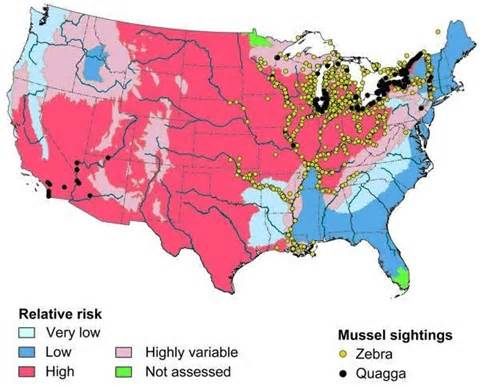 Relative risk
Very low
Low
High
Highly variable
Not assessed
Mussel sightings
Zebra
Quagga